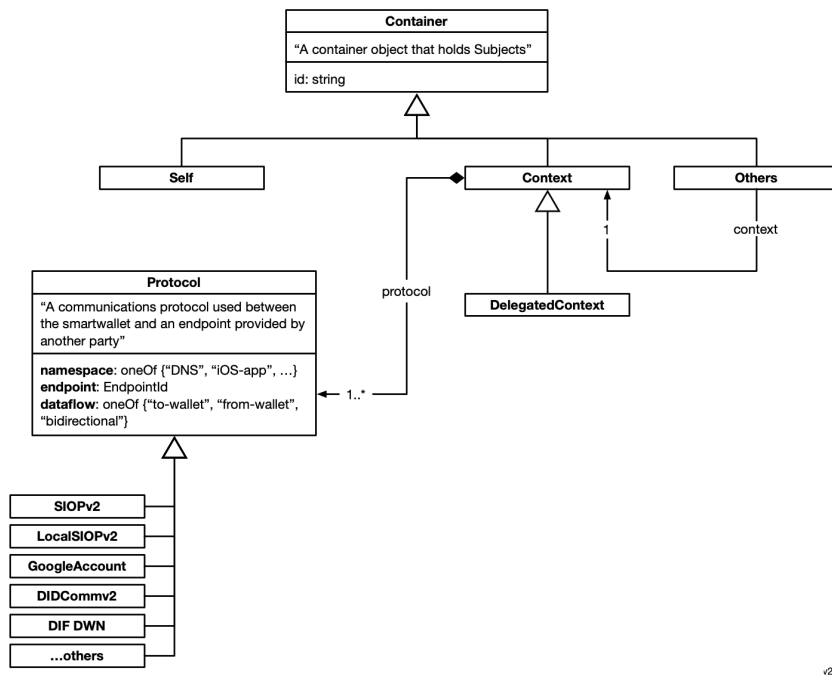 Container
“A container object that holds Subjects”
id: string
Self
Context
Others
1
context
Protocol
“A communications protocol used between
the smartwallet and an endpoint provided by
another party”
protocol
DelegatedContext
namespace: oneOf {“DNS”, “iOS-app”, …}
endpoint: EndpointId
dataflow: oneOf {“to-wallet”, “from-wallet”,
“bidirectional”}
1..*
SIOPv2
LocalSIOPv2
GoogleAccount
DIDCommv2
DIF DWN
...others
v2